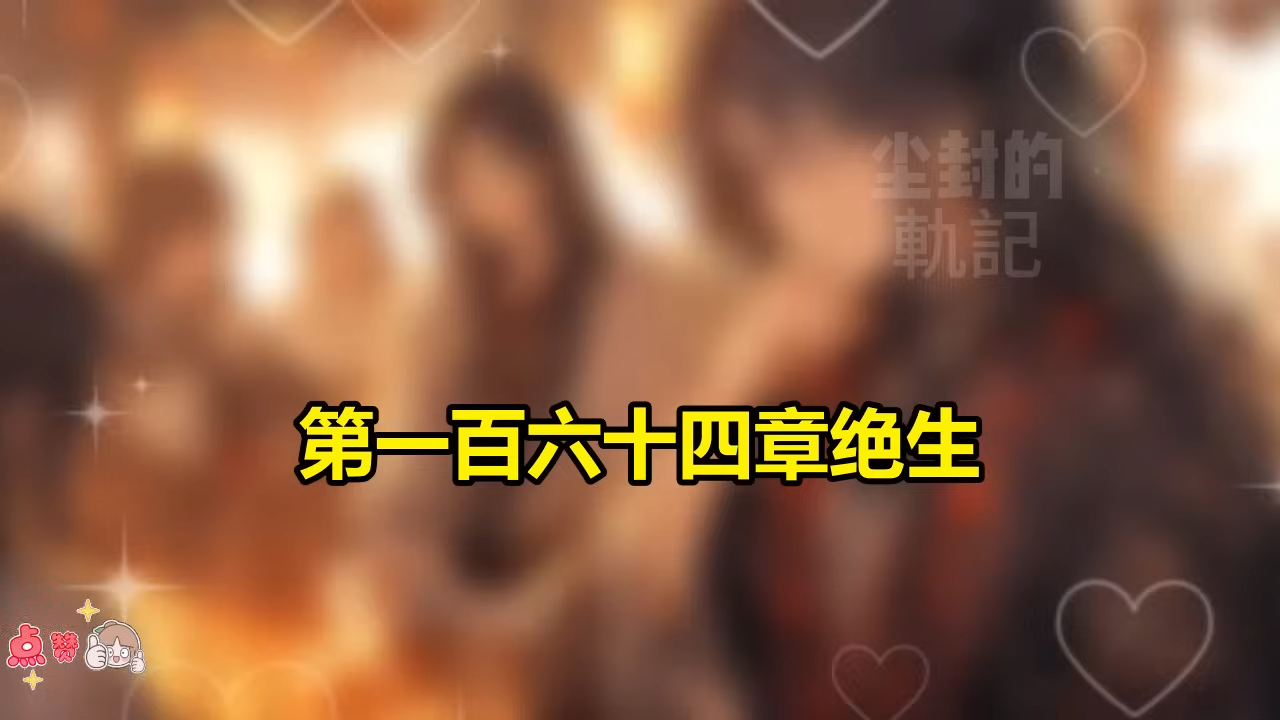 尘封的
軌記
第一百六十四章绝生
点赞